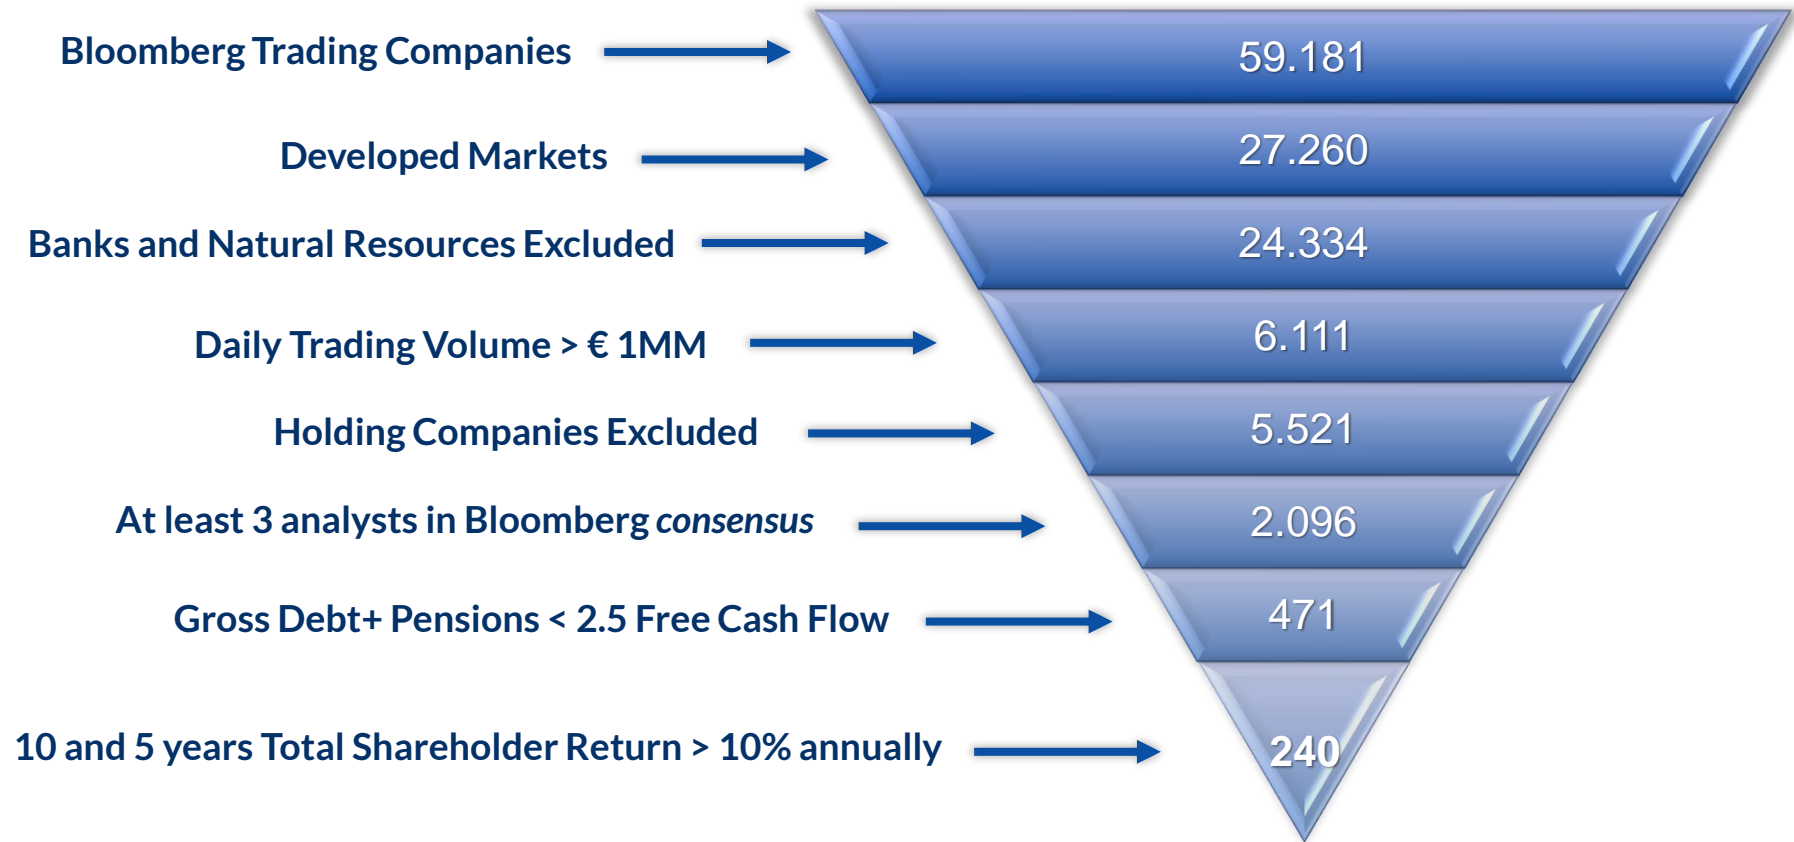 Bloomberg Trading Companies
59.181
Developed Markets
27.260
Banks and Natural Resources Excluded
24.334
Daily Trading Volume > € 1MM
6.111
Holding Companies Excluded
5.521
At least 3 analysts in Bloomberg consensus
2.096
Gross Debt+ Pensions < 2.5 Free Cash Flow
471
10 and 5 years Total Shareholder Return > 10% annually
240